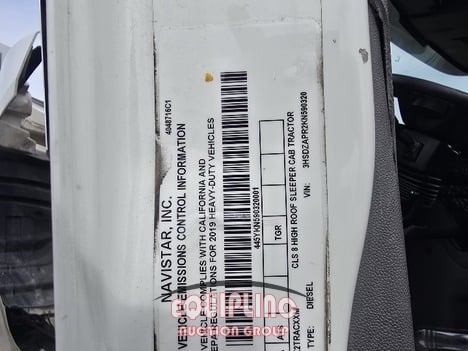 4048716C1
NAVISTAR, INC.
VEHICLE EMISSIONS CONTROL INFORMATION
VEHICLE COMPLIES WITH CALIFORNIA AND
EPA REGULATIONS FOR 2019 HEAVY-DUTY VEHICLES
445YKN590320001
TGR
CLS 8 HIGH ROOF SLEEPER CAB TRACTOR
TYPE: DIESEL
VIN: 3HSDZAPR2KN590320
EQUIPLINC
AUCTION GROUP